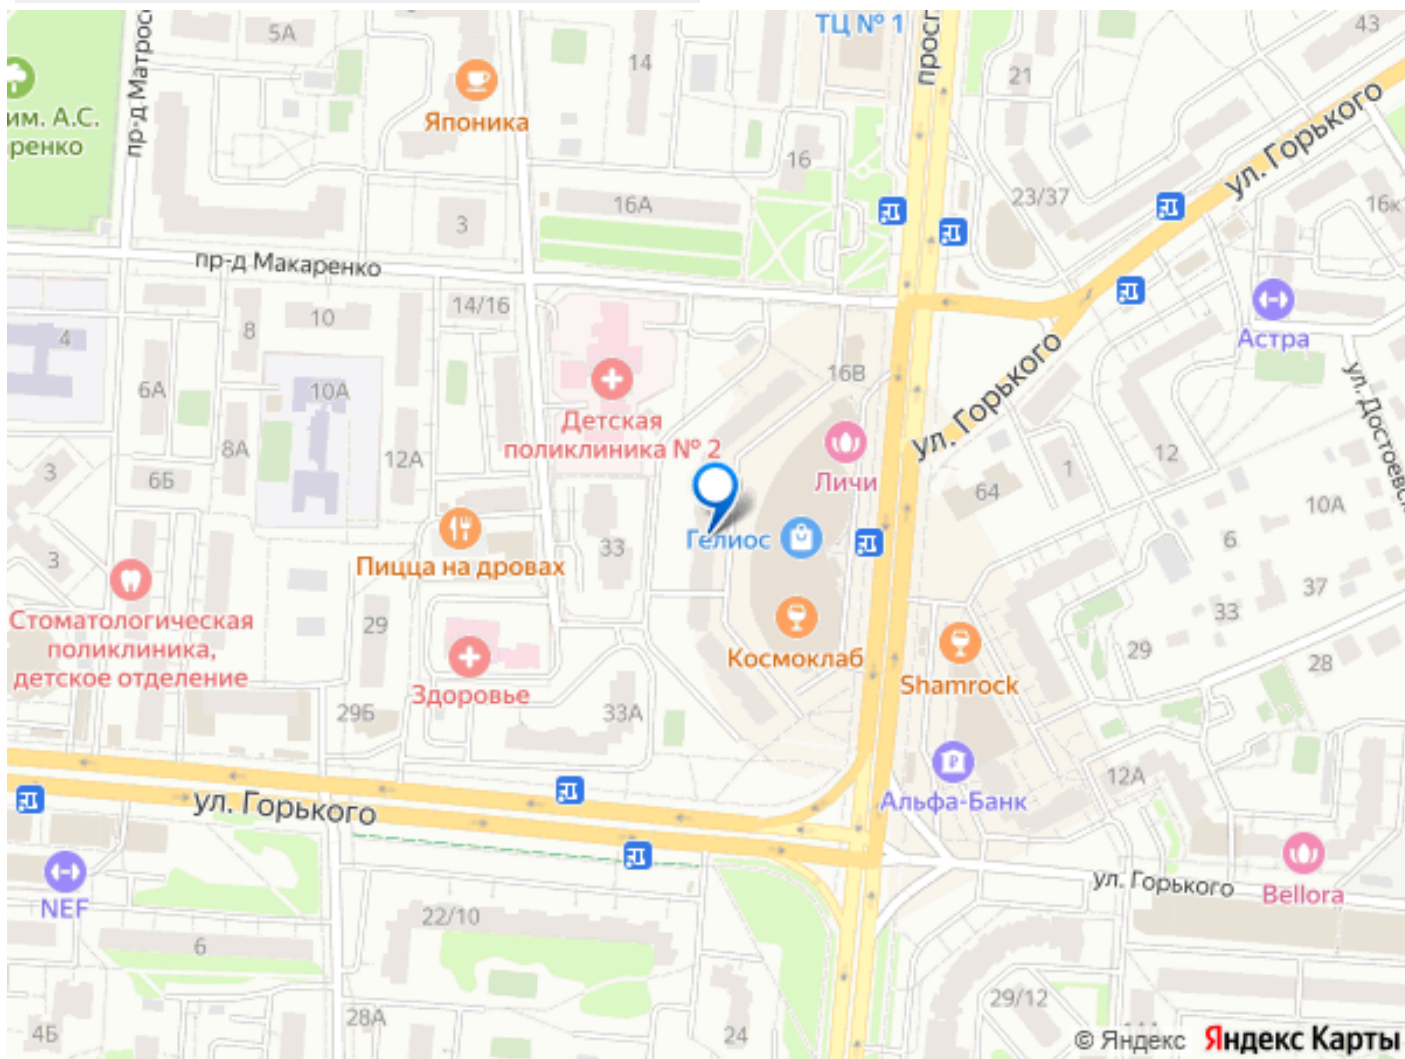 ТЦ № 1
просп
43
5А
14
21
пр-д Матрос
им. А.С.
ренко
Японика
16
ул. Горького
16А
23/37
16к
3
пр-д Макаренко
14/16
10
8
4
Астра
16В
6А
10А
Детская
поликлиника № 2
ул. Горького
ул. Достоевск
8А
12А
3
6Б
Личи
64
1
12
10А
Гелиос
33
6
3
Пицца на дровах
37
Стоматологическая
поликлиника,
детское отделение
29
33
Космоклаб
29
28
Shamrock
Здоровье
29Б
33А
12А
Альфа-Банк
ул. Горького
ул. Горького
NEF
Bellora
22/10
6
29/12
4Б
28А
24
© Яндекс Яндекс Карты